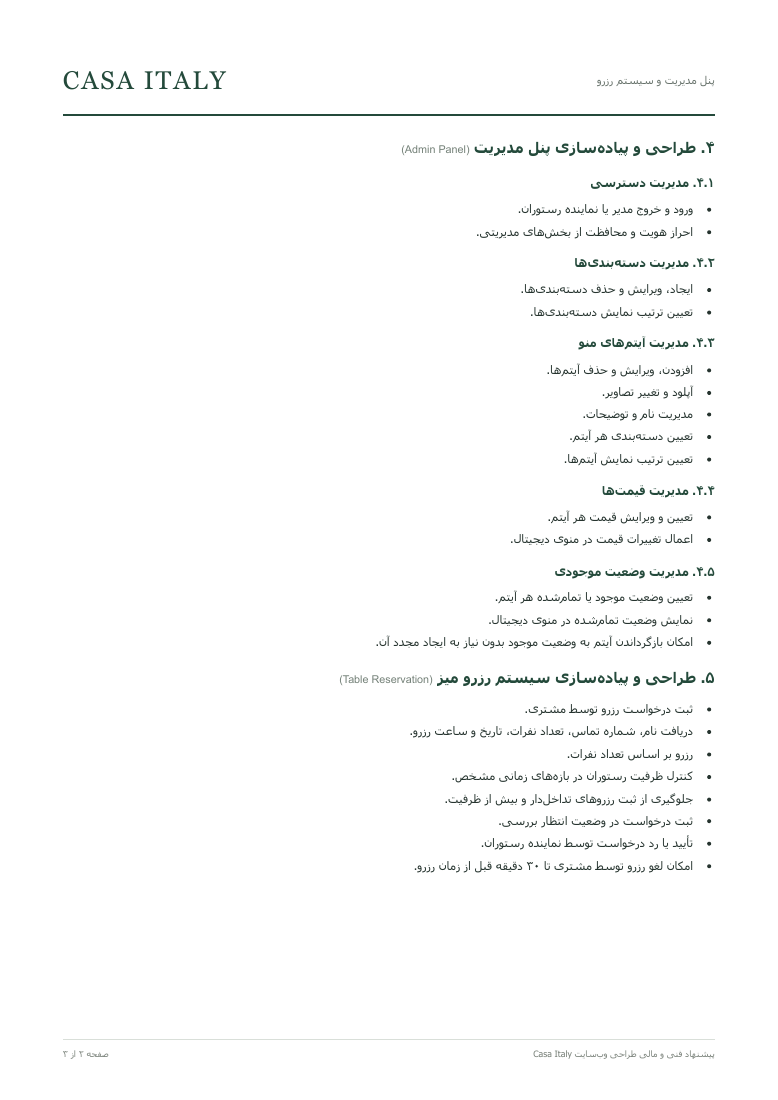 CASA ITALY
پنل مدیریت و سیستم رزرو
۴. طراحی و پیاده‌سازی پنل مدیریت (Admin Panel)
۴.۱. مدیریت دسترسی
• ورود و خروج مدیر یا نماینده رستوران.
• احراز هویت و محافظت از بخش‌های مدیریتی.
۴.۲. مدیریت دسته‌بندی‌ها
• ایجاد، ویرایش و حذف دسته‌بندی‌ها.
• تعیین ترتیب نمایش دسته‌بندی‌ها.
۴.۳. مدیریت آیتم‌های منو
• افزودن، ویرایش و حذف آیتم‌ها.
• آپلود و تغییر تصاویر.
• مدیریت نام و توضیحات.
• تعیین دسته‌بندی هر آیتم.
• تعیین ترتیب نمایش آیتم‌ها.
۴.۴. مدیریت قیمت‌ها
• تعیین و ویرایش قیمت هر آیتم.
• اعمال تغییرات قیمت در منوی دیجیتال.
۴.۵. مدیریت وضعیت موجودی
• تعیین وضعیت موجود یا تمام‌شده هر آیتم.
• نمایش وضعیت تمام‌شده در منوی دیجیتال.
• امکان بازگرداندن آیتم به وضعیت موجود بدون نیاز به ایجاد مجدد آن.
۵. طراحی و پیاده‌سازی سیستم رزرو میز (Table Reservation)
• ثبت درخواست رزرو توسط مشتری.
• دریافت نام، شماره تماس، تعداد نفرات، تاریخ و ساعت رزرو.
• رزرو بر اساس تعداد نفرات.
• کنترل ظرفیت رستوران در بازه‌های زمانی مشخص.
• جلوگیری از ثبت رزروهای تداخل‌دار و بیش از ظرفیت.
• ثبت درخواست در وضعیت انتظار بررسی.
• تأیید یا رد درخواست توسط نماینده رستوران.
• امکان لغو رزرو توسط مشتری تا ۳۰ دقیقه قبل از زمان رزرو.
پیشنهاد فنی و مالی طراحی وب‌سایت Casa Italy
صفحه ۲ از ۳